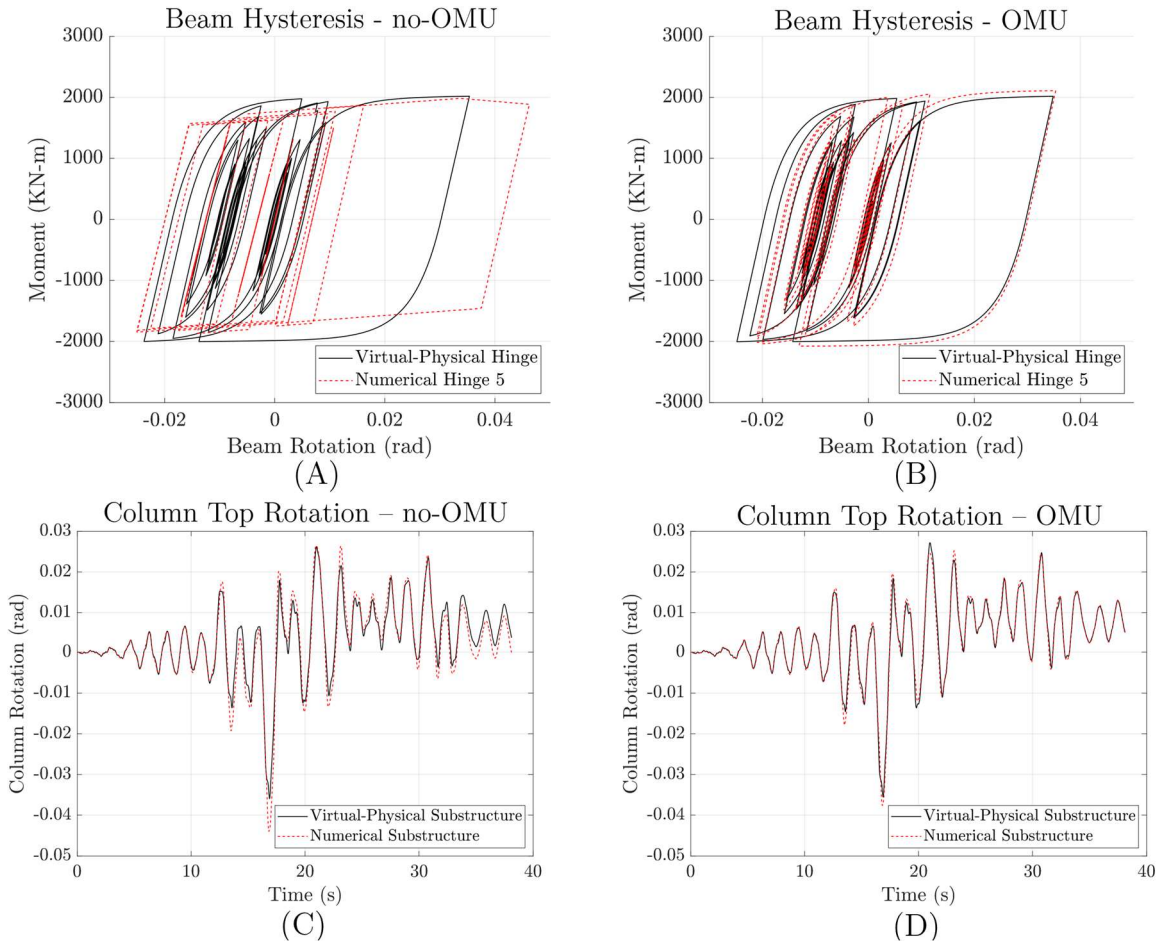 Beam Hysteresis - no-OMU
3000
2000
1000
0
-1000
-2000
-3000
Moment (KN-m)
Virtual-Physical Hinge
Numerical Hinge 5
-0.02
0
0.02
0.04
Beam Rotation (rad)
(A)
Beam Hysteresis - OMU
3000
2000
1000
0
-1000
-2000
-3000
Moment (KN-m)
Virtual-Physical Hinge
Numerical Hinge 5
-0.02
0
0.02
0.04
Beam Rotation (rad)
(B)
Column Top Rotation – no-OMU
0.03
0.02
0.01
0
-0.01
-0.02
-0.03
-0.04
-0.05
Column Rotation (rad)
Virtual-Physical Substructure
Numerical Substructure
0
10
20
30
40
Time (s)
(C)
Column Top Rotation – OMU
0.03
0.02
0.01
0
-0.01
-0.02
-0.03
-0.04
-0.05
Column Rotation (rad)
Virtual-Physical Substructure
Numerical Substructure
0
10
20
30
40
Time (s)
(D)